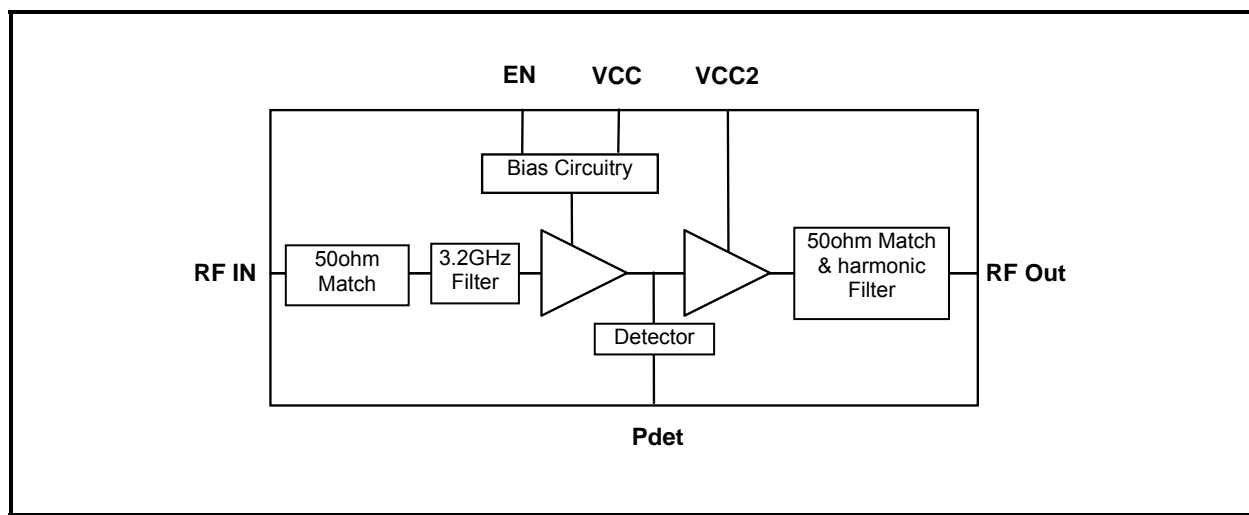 EN VCC VCC2
Bias Circuitry
RF IN
50ohm
Match
3.2GHz
Filter
50ohm Match
& harmonic
Filter
RF Out
Detector
Pdet